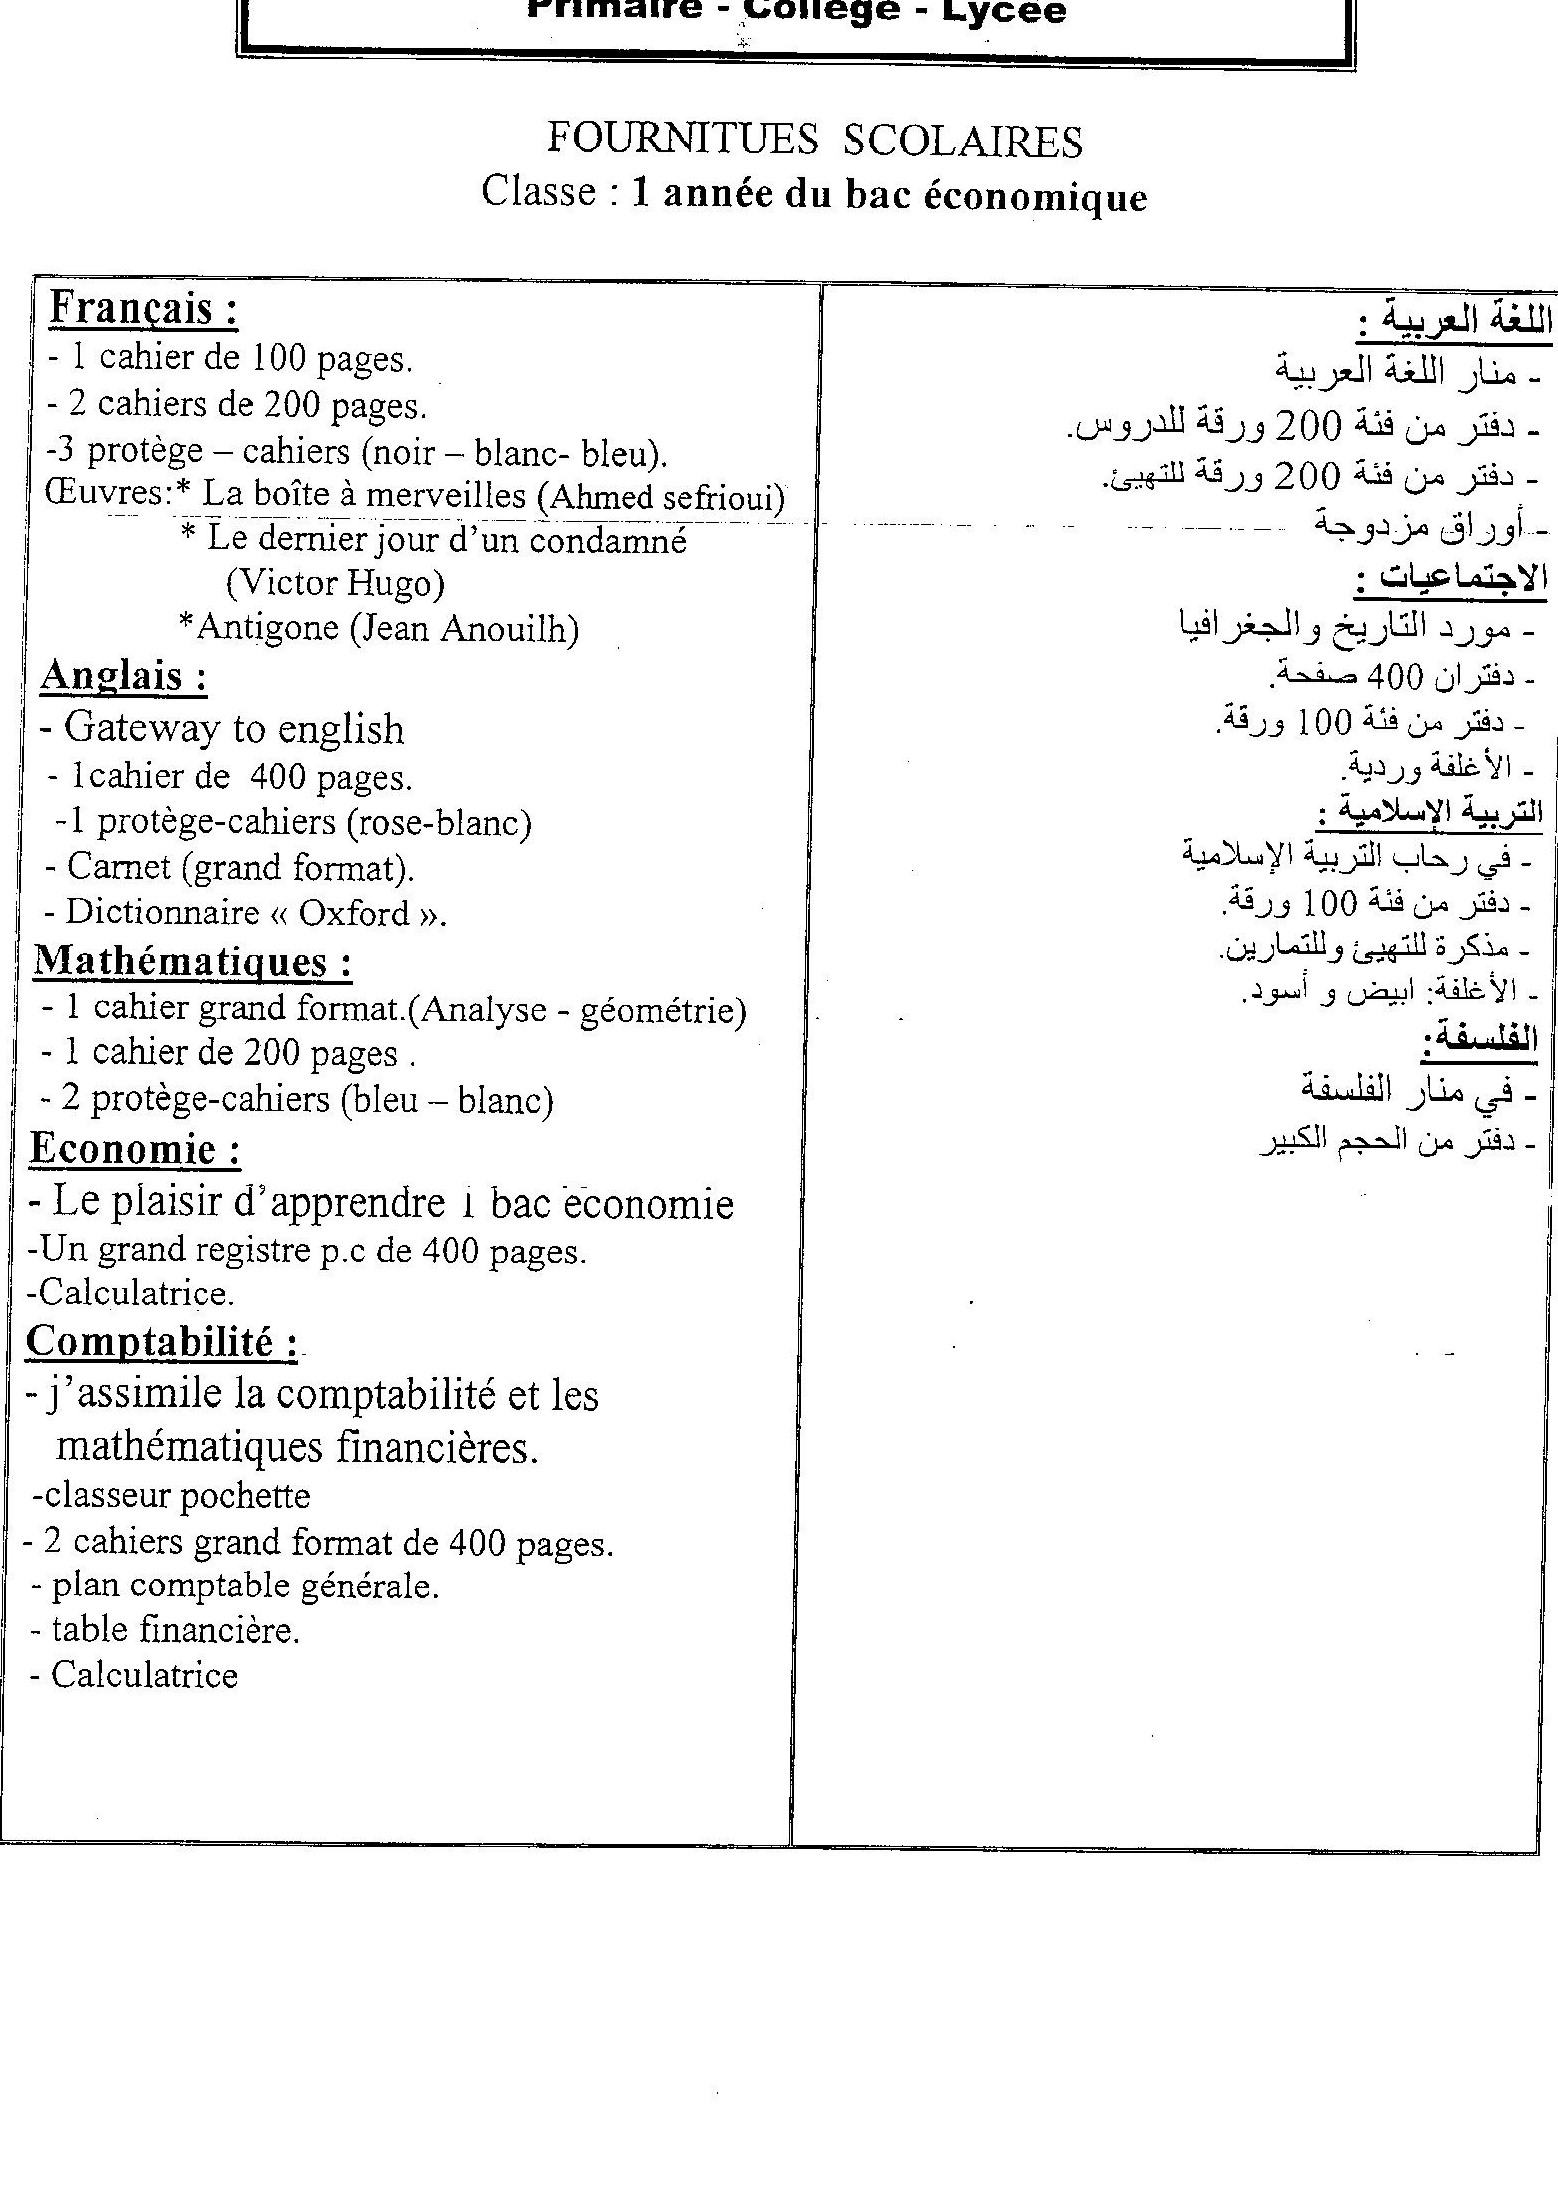 Primaire - Collège - Lycée
FOURNITUES SCOLAIRES
Classe : 1 année du bac économique
Français :
- 1 cahier de 100 pages.
- 2 cahiers de 200 pages.
-3 protège – cahiers (noir – blanc- bleu).
Œuvres:* La boîte à merveilles (Ahmed sefrioui)
* Le dernier jour d’un condamné
(Victor Hugo)
*Antigone (Jean Anouilh)
Anglais :
- Gateway to english
- 1cahier de 400 pages.
-1 protège-cahiers (rose-blanc)
- Carnet (grand format).
- Dictionnaire « Oxford ».
Mathématiques :
- 1 cahier grand format.(Analyse - géométrie)
- 1 cahier de 200 pages .
- 2 protège-cahiers (bleu – blanc)
Economie :
- Le plaisir d’apprendre 1 bac économie
-Un grand registre p.c de 400 pages.
-Calculatrice.
Comptabilité :
- j’assimile la comptabilité et les
mathématiques financières.
-classeur pochette
- 2 cahiers grand format de 400 pages.
- plan comptable générale.
- table financière.
- Calculatrice
اللغة العربية :
- منار اللغة العربية
- دفتر من فئة 200 ورقة للدروس.
- دفتر من فئة 200 ورقة للتهيئ.
- أوراق مزدوجة
الاجتماعيات :
- مورد التاريخ والجغرافيا
- دفتران 400 صفحة.
- دفتر من فئة 100 ورقة.
- الأغلفة وردية.
التربية الإسلامية :
- في رحاب التربية الإسلامية
- دفتر من فئة 100 ورقة.
- مذكرة للتهيئ وللتمارين.
- الأغلفة: ابيض و أسود.
الفلسفة:
- في منار الفلسفة
- دفتر من الحجم الكبير